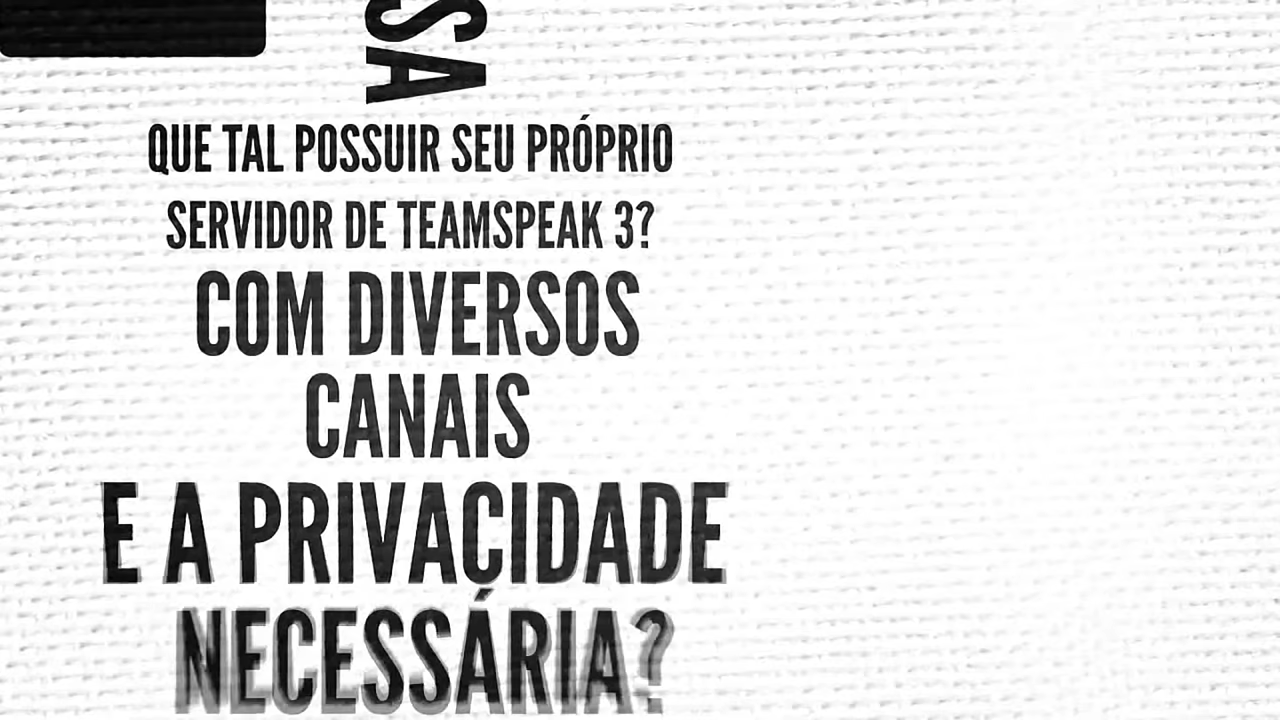 SA
QUE TAL POSSUIR SEU PRÓPRIO
SERVIDOR DE TEAMSPEAK 3?
COM DIVERSOS
CANAIS
E A PRIVACIDADE
NECESSÁRIA?